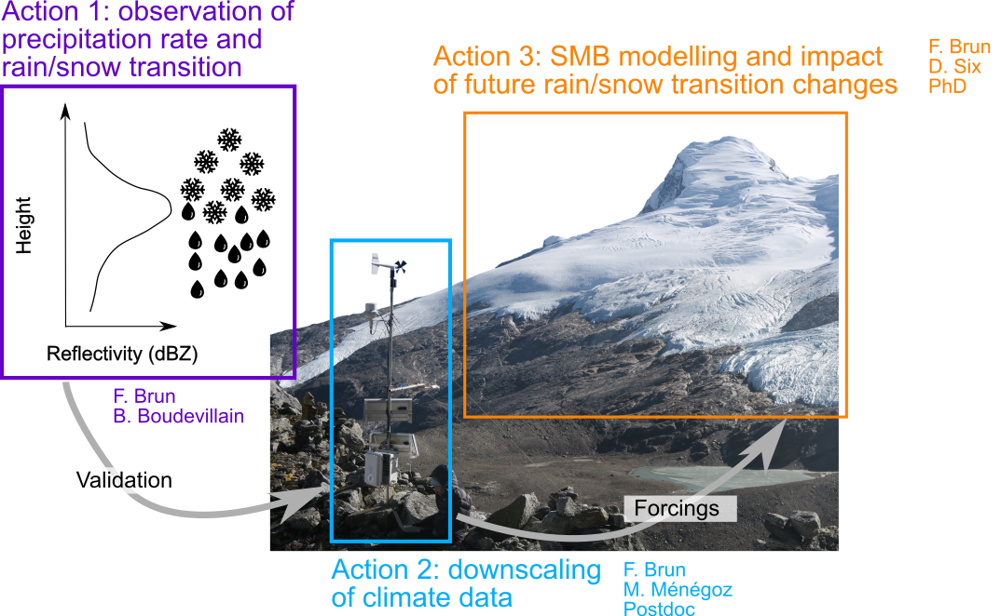 Action 1: observation of
precipitation rate and
rain/snow transition
Height
Reflectivity (dBZ)
F. Brun
B. Boudevillain
Validation
Action 3: SMB modelling and impact
of future rain/snow transition changes
F. Brun
D. Six
PhD
Forcings
Action 2: downscaling
of climate data
F. Brun
M. Ménégoz
Postdoc